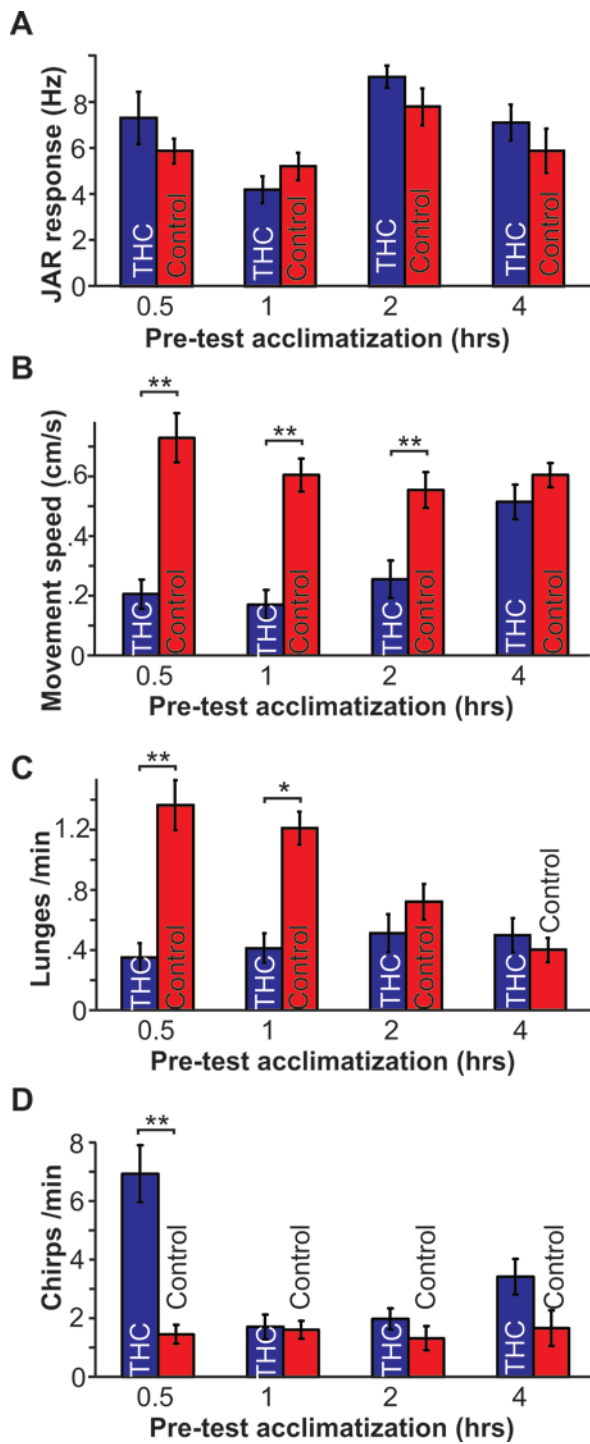 A
JAR response (Hz)
8
6
4
2
0
THC
Control
THC
Control
THC
Control
THC
Control
0.5 1 2 4
Pre-test acclimatization (hrs)
B
Movement speed (cm/s)
** ** **
.6
.4
.2
0
THC
Control
THC
Control
THC
Control
THC
Control
0.5 1 2 4
Pre-test acclimatization (hrs)
C
Lunges /min
** *
1.2
.8
.4
0
THC
Control
THC
Control
THC
Control
THC
Control
0.5 1 2 4
Pre-test acclimatization (hrs)
D
Chirps /min
**
8
6
4
2
0
THC
Control
THC
Control
THC
Control
THC
Control
0.5 1 2 4
Pre-test acclimatization (hrs)